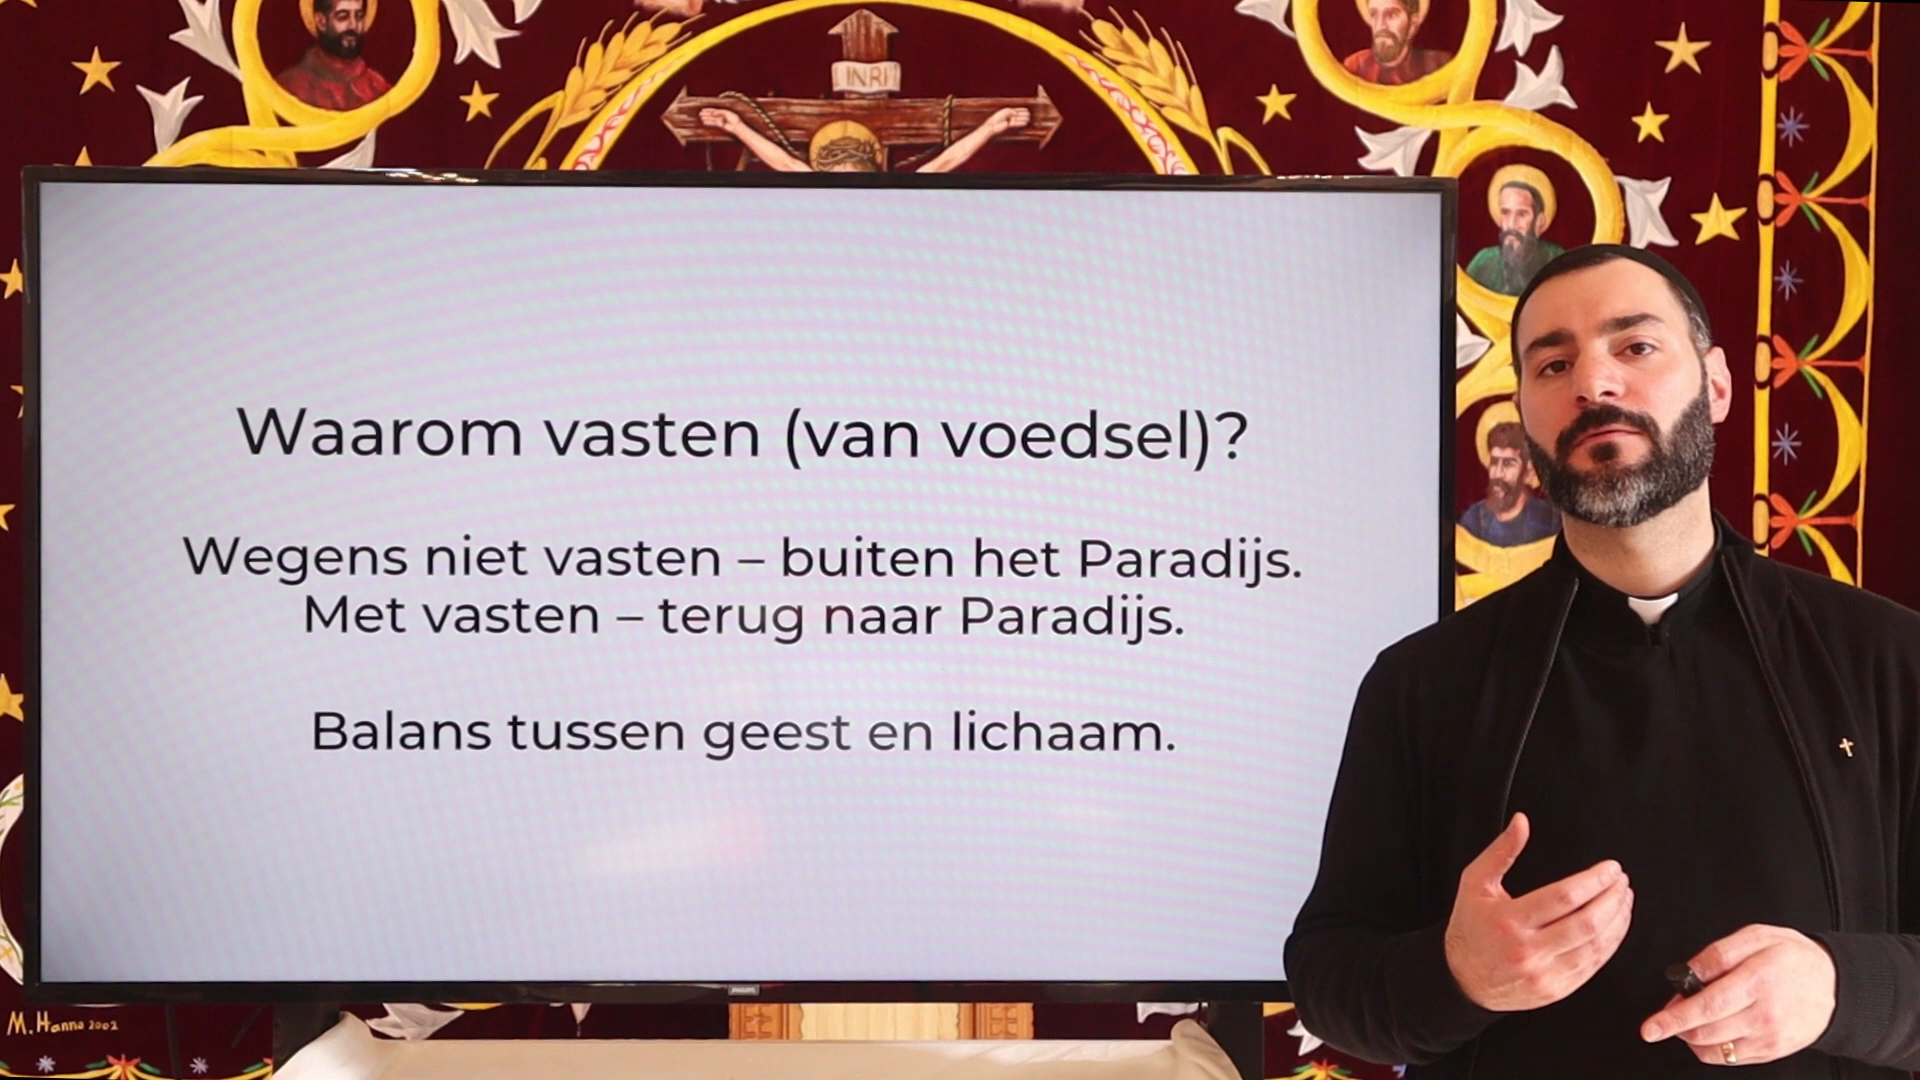 INRI
Waarom vasten (van voedsel)?
Wegens niet vasten – buiten het Paradijs.
Met vasten – terug naar Paradijs.
Balans tussen geest en lichaam.
PHILIPS
M. Hanna 2002